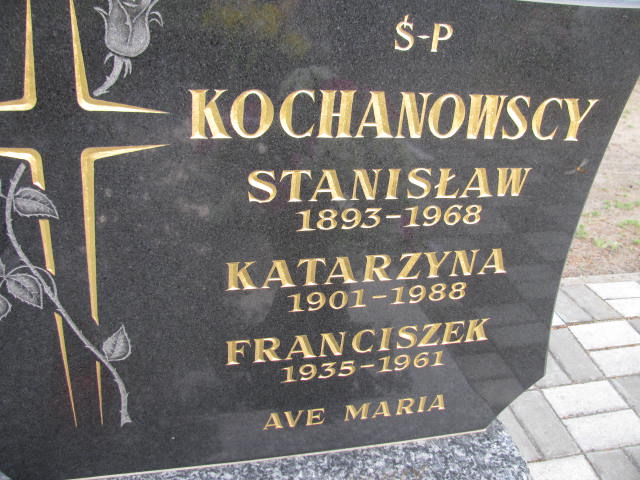 Ś-P
KOCHANOWSCY
STANISŁAW
1893-1968
KATARZYNA
1901-1988
FRANCISZEK
1935-1961
AVE MARIA